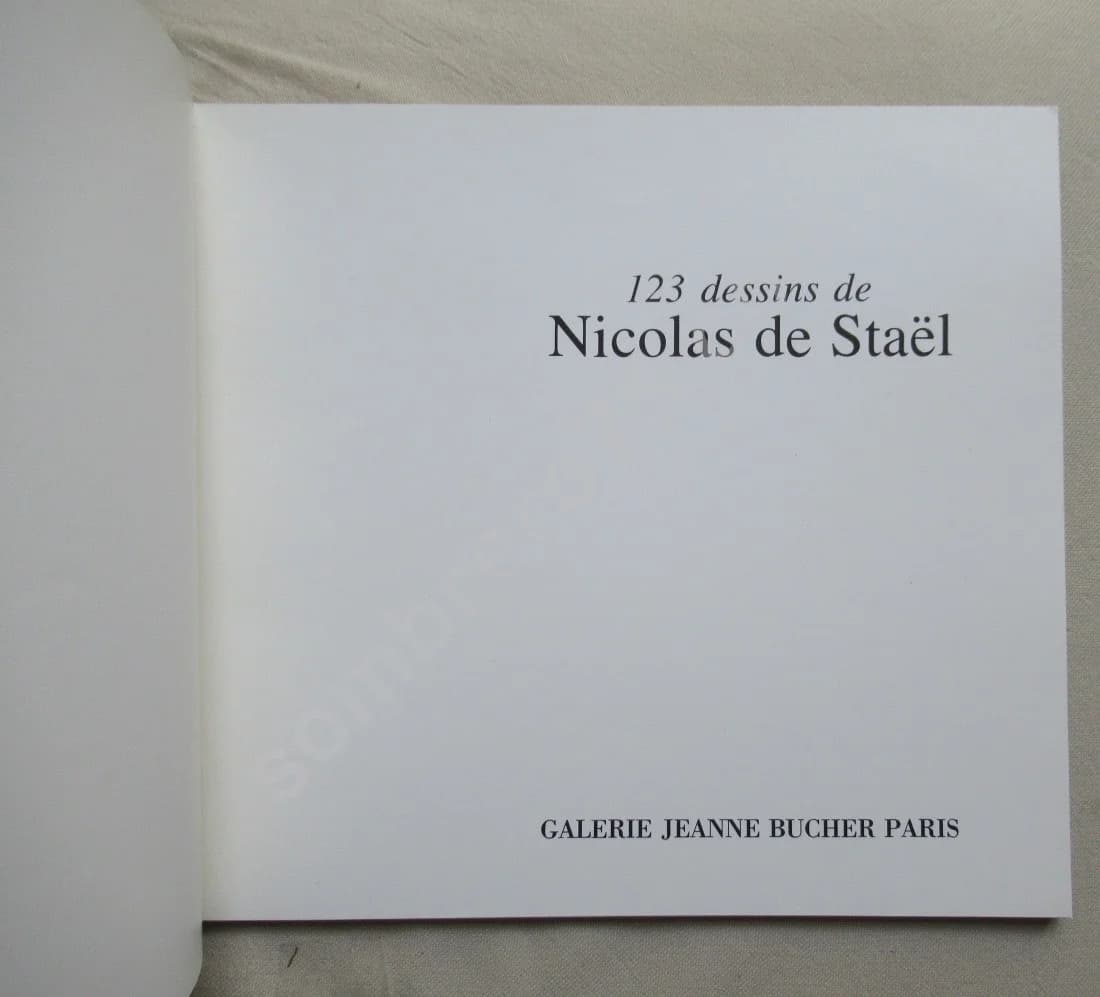 123 dessins de
Nicolas de Staël
GALERIE JEANNE BUCHER PARIS